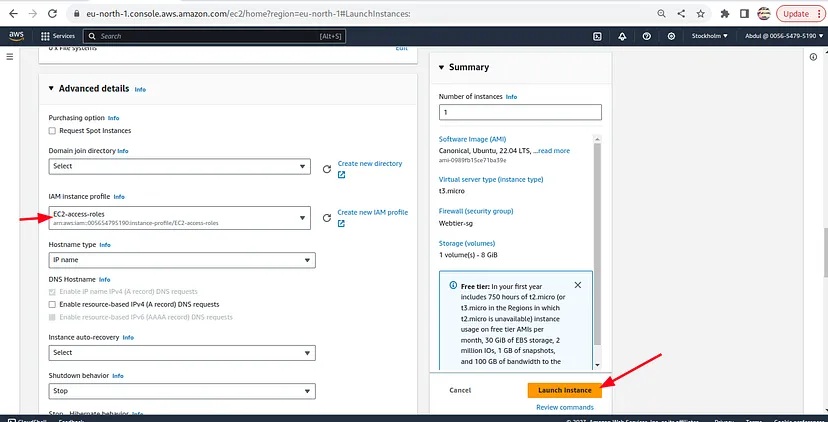 eu-north-1.console.aws.amazon.com/ec2/home?region=eu-north-1#LaunchInstances:
Update
aws
Services
Search
[Alt+S]
Stockholm
Abdul @ 0056-5479-5190
0 x File systems
Edit
Advanced details Info
Purchasing option Info
Request Spot Instances
Domain join directory Info
Select
Create new directory
IAM instance profile Info
EC2-access-roles
arn:aws:iam::005654795190:instance-profile/EC2-access-roles
Create new IAM profile
Hostname type Info
IP name
DNS Hostname Info
Enable IP name IPv4 (A record) DNS requests
Enable resource-based IPv4 (A record) DNS requests
Enable resource-based IPv6 (AAAA record) DNS requests
Instance auto-recovery Info
Select
Shutdown behavior Info
Stop
Stop - Hibernate behavior Info
Summary
Number of instances Info
1
Software Image (AMI)
Canonical, Ubuntu, 22.04 LTS, ...read more
ami-0989fb15ce71ba39e
Virtual server type (instance type)
t3.micro
Firewall (security group)
Webtier-sg
Storage (volumes)
1 volume(s) - 8 GiB
Free tier: In your first year
includes 750 hours of t2.micro (or
t3.micro in the Regions in which
t2.micro is unavailable) instance
usage on free tier AMIs per
month, 30 GiB of EBS storage, 2
million IOs, 1 GB of snapshots,
and 100 GB of bandwidth to the
Cancel
Launch instance
Review commands
CloudShell
Feedback
© 2023, Amazon Web Services, Inc. or its affiliates.
Privacy
Terms
Cookie preferences